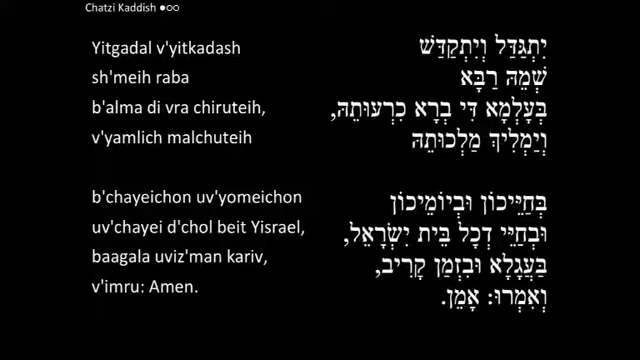 Chatzi Kaddish ●○○
Yitgadal v'yitkadash
sh'meih raba
b'alma di vra chiruteih,
v'yamlich malchuteih
b'chayeichon uv'yomeichon
uv'chayei d'chol beit Yisrael,
baagala uviz'man kariv,
v'imru: Amen.
יִתְגַּדַּל וְיִתְקַדַּשׁ
שְׁמֵהּ רַבָּא
בְּעָלְמָא דִּי בְרָא כִרְעוּתֵהּ,
וְיַמְלִיךְ מַלְכוּתֵהּ
בְּחַיֵּיכוֹן וּבְיוֹמֵיכוֹן
וּבְחַיֵּי דְכָל בֵּית יִשְׂרָאֵל,
בַּעֲגָלָא וּבִזְמַן קָרִיב,
וְאִמְרוּ: אָמֵן.